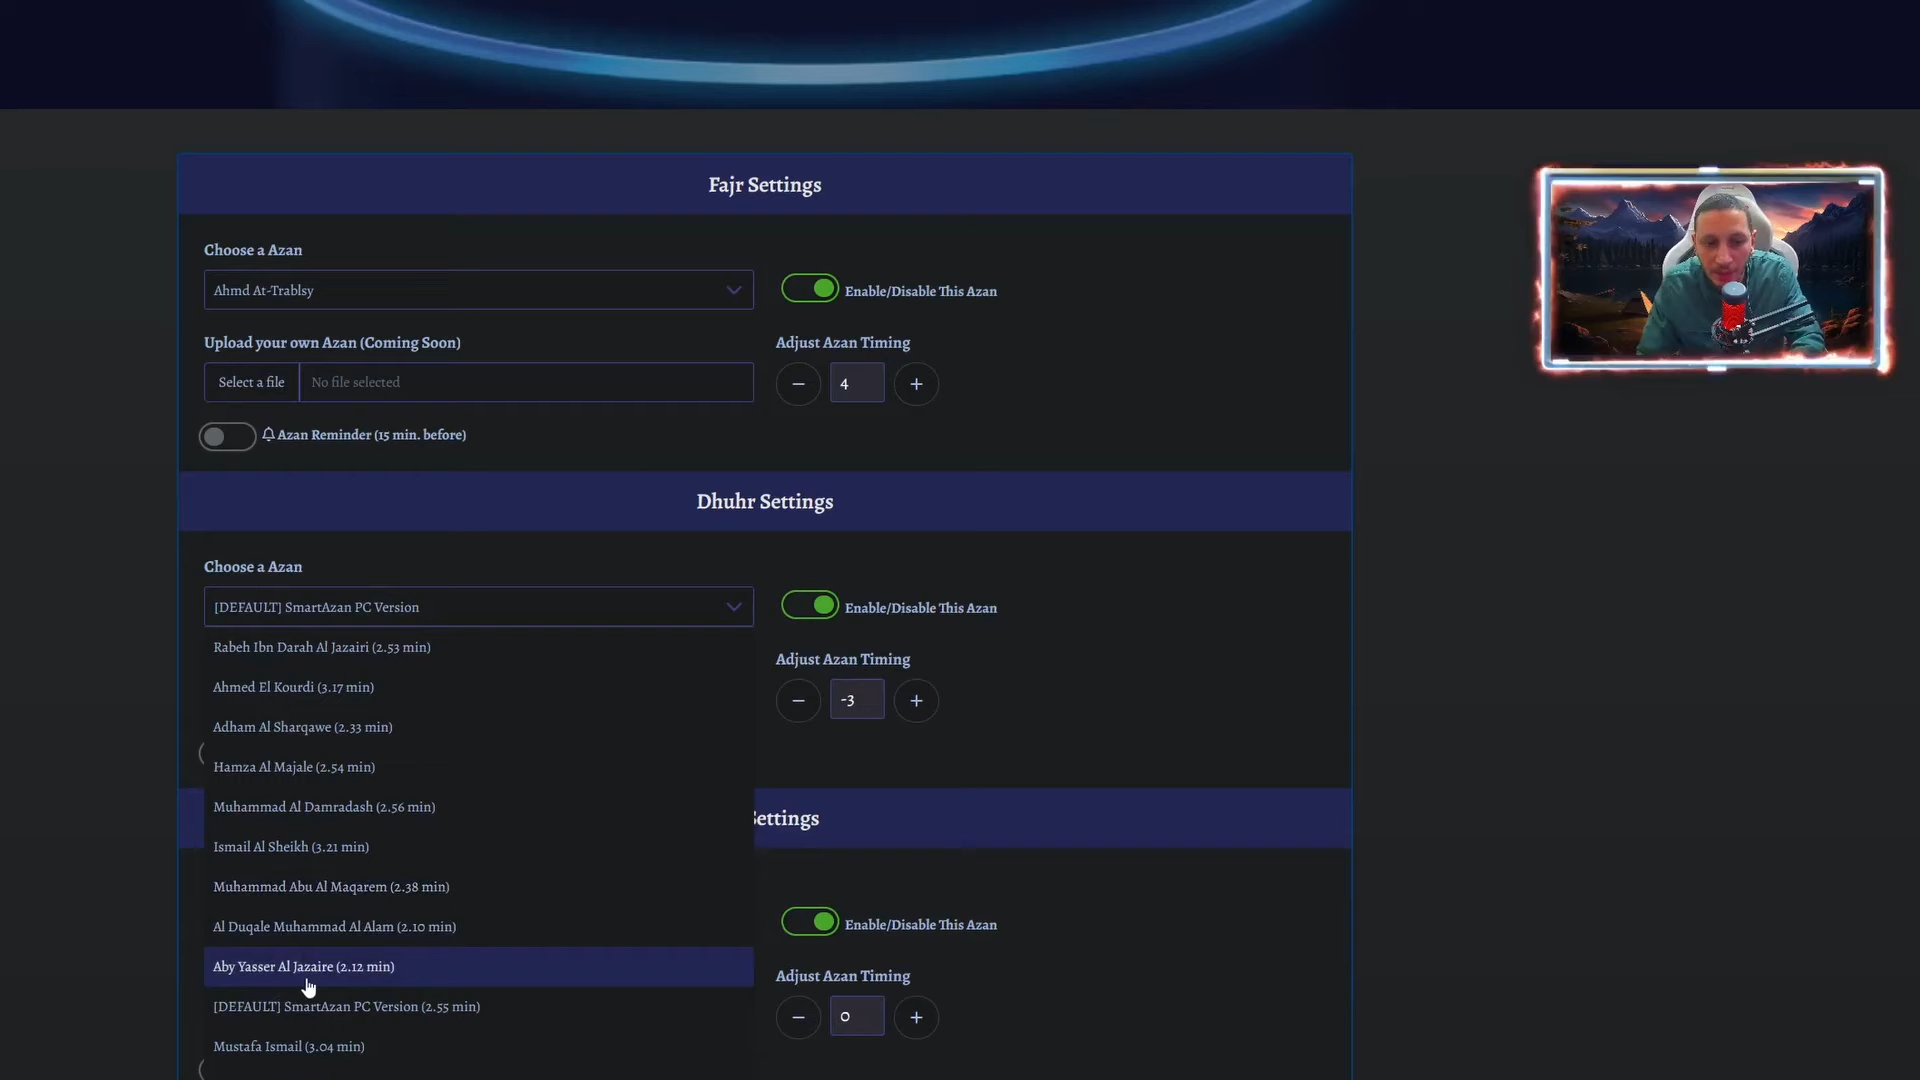 Fajr Settings
Choose a Azan
Ahmd At-Trablsy
Enable/Disable This Azan
Upload your own Azan (Coming Soon)
Adjust Azan Timing
Select a file
No file selected
4
Azan Reminder (15 min. before)
Dhuhr Settings
Choose a Azan
[DEFAULT] SmartAzan PC Version
Enable/Disable This Azan
Rabeh Ibn Darah Al Jazairi (2.53 min)
Adjust Azan Timing
Ahmed El Kourdi (3.17 min)
-3
Adham Al Sharqawe (2.33 min)
Hamza Al Majale (2.54 min)
Muhammad Al Damradash (2.56 min)
Settings
Ismail Al Sheikh (3.21 min)
Muhammad Abu Al Maqarem (2.38 min)
Al Duqale Muhammad Al Alam (2.10 min)
Enable/Disable This Azan
Aby Yasser Al Jazaire (2.12 min)
Adjust Azan Timing
[DEFAULT] SmartAzan PC Version (2.55 min)
0
Mustafa Ismail (3.04 min)